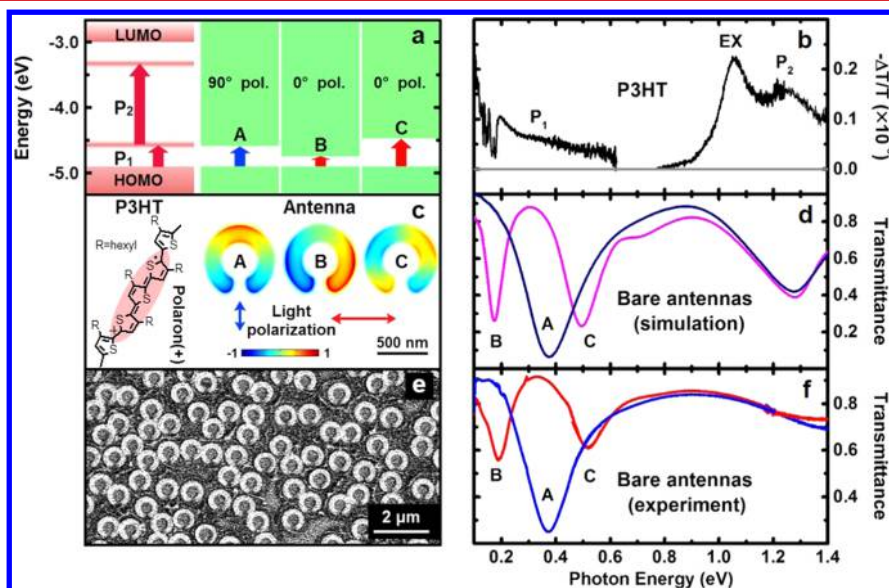 a
LUMO
-3.0
-4.0
-5.0
Energy (eV)
P2
P1
HOMO
90° pol.
0° pol.
0° pol.
A
B
C
b
EX
P2
P3HT
P1
0.2
0.1
0.0
P3HT
R=hexyl
R
R
R
R
S
S
S
S
S
+
Polaron(+)
Antenna
c
A
B
C
Light
polarization
-1
1
500 nm
d
Transmittance
0.8
0.6
0.4
0.2
B
A
C
Bare antennas
(simulation)
e
2 µm
f
Transmittance
0.8
0.6
0.4
B
A
C
Bare antennas
(experiment)
0.2
0.4
0.6
0.8
1.0
1.2
1.4
Photon Energy (eV)